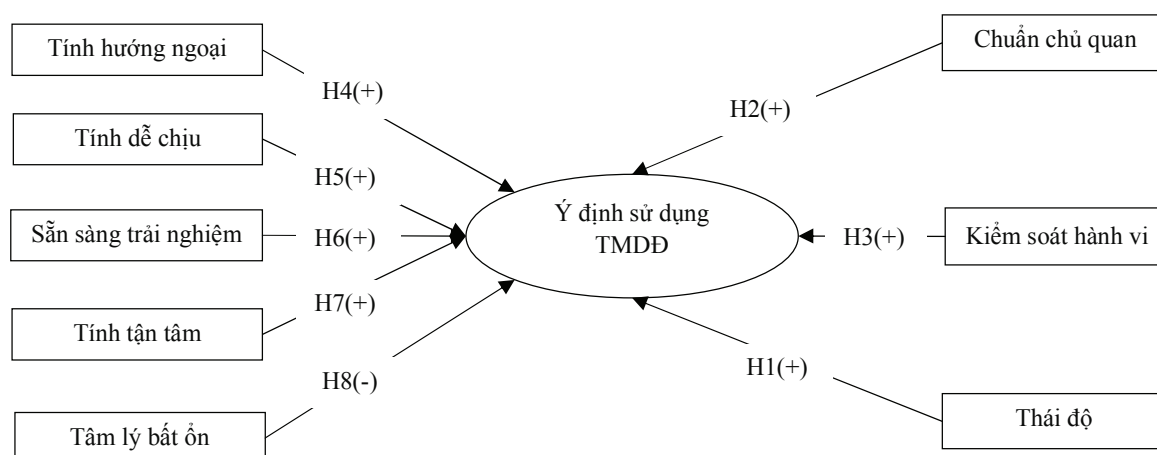 Tính hướng ngoại
Chuẩn chủ quan
H4(+)
H2(+)
Tính dễ chịu
H5(+)
Ý định sử dụng
TMDĐ
Sẵn sàng trải nghiệm
H6(+)
H3(+)
Kiểm soát hành vi
H7(+)
Tính tận tâm
H1(+)
H8(-)
Thái độ
Tâm lý bất ổn